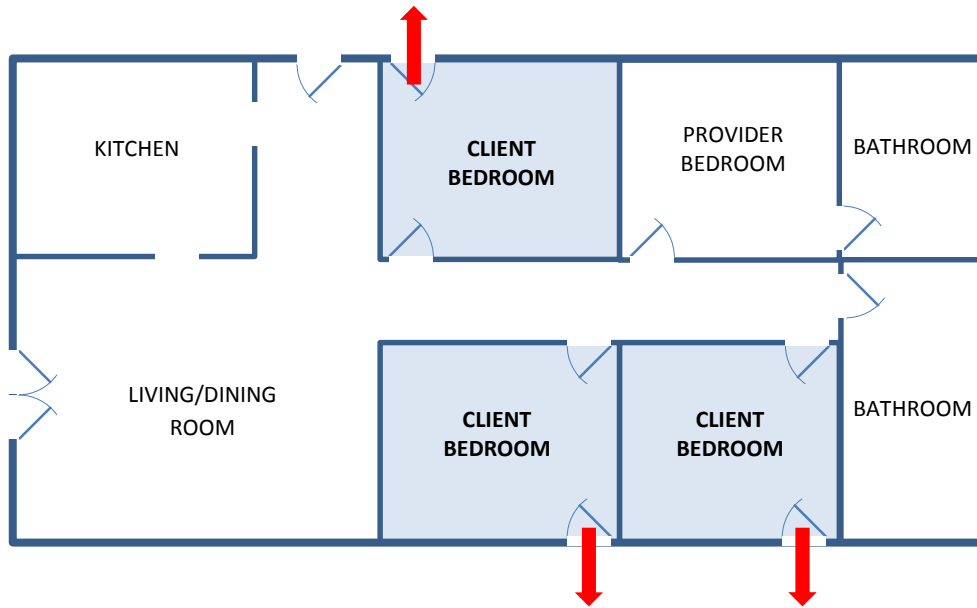 KITCHEN
CLIENT
BEDROOM
PROVIDER
BEDROOM
BATHROOM
LIVING/DINING
ROOM
CLIENT
BEDROOM
CLIENT
BEDROOM
BATHROOM